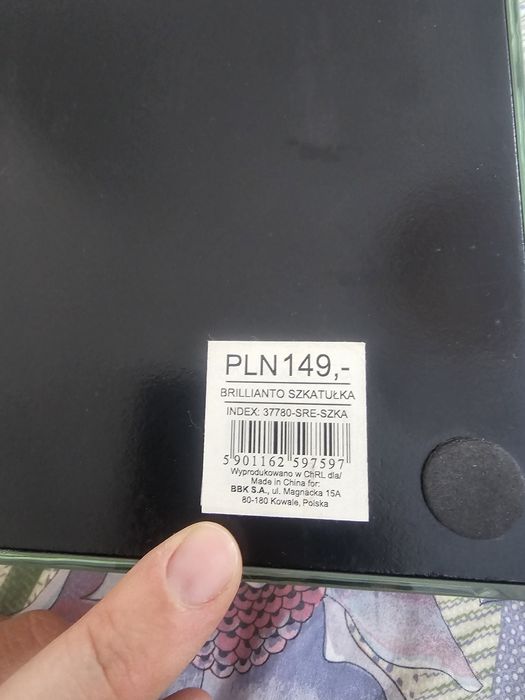 PLN149,-
BRILLIANTO SZKATUŁKA
INDEX: 37780-SRE-SZKA
5 901162 597597
Wyprodukowano w ChRL dla/
Made in China for:
BBK S.A., ul. Magnacka 15A
80-180 Kowale, Polska